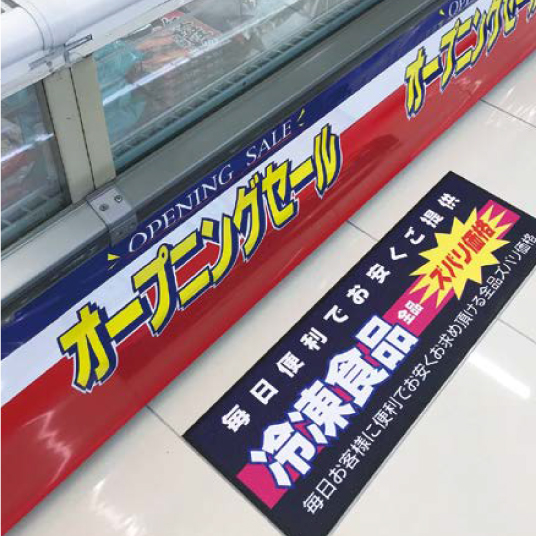 OPENING SALE
オープニングセール
オープニングセール
毎日便利でお安くご提供
冷凍食品
全品
ズバリ価格
毎日お客様に便利でお安くお求め頂ける全品ズバリ価格